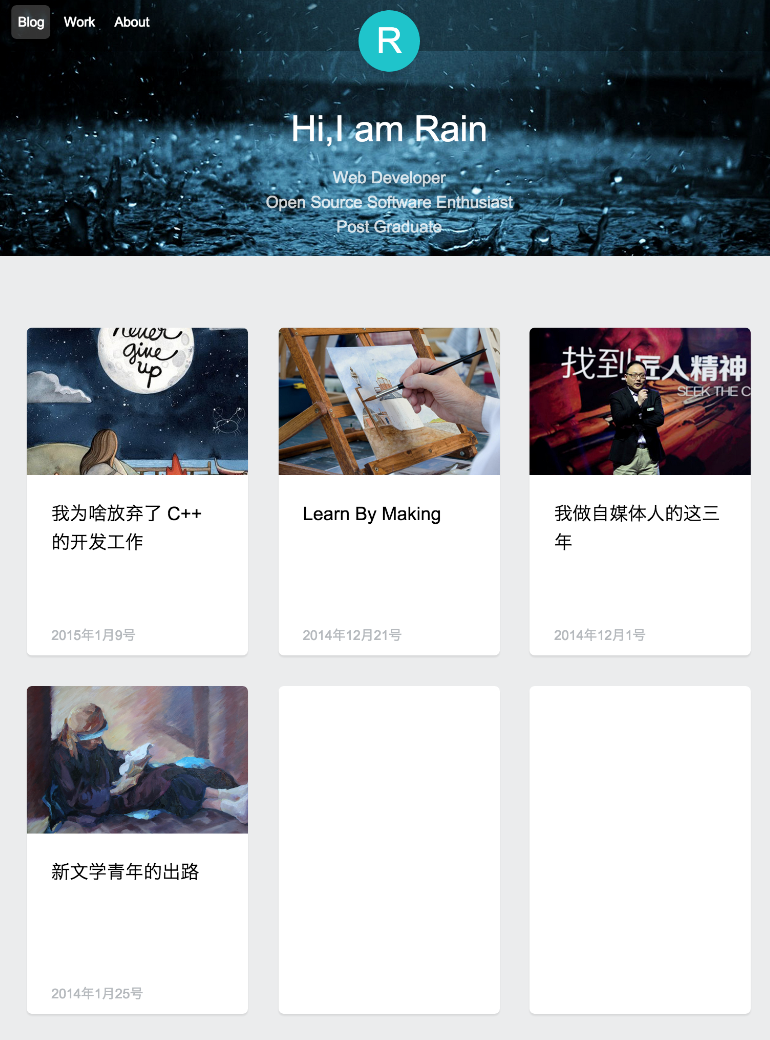 Blog Work About
R
Hi,I am Rain
Web Developer
Open Source Software Enthusiast
Post Graduate
never
give
up
找到匠人精神
SEEK THE C
我为啥放弃了 C++
的开发工作
Learn By Making
我做自媒体人的这三
年
2015年1月9号
2014年12月21号
2014年12月1号
新文学青年的出路
2014年1月25号